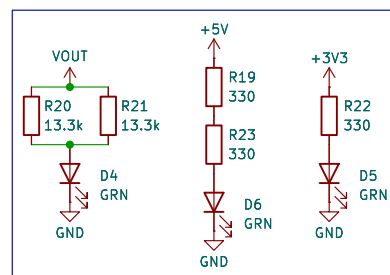 VOUT
R20
13.3k
R21
13.3k
D4
GRN
GND
+5V
R19
330
R23
330
D6
GRN
GND
+3V3
R22
330
D5
GRN
GND